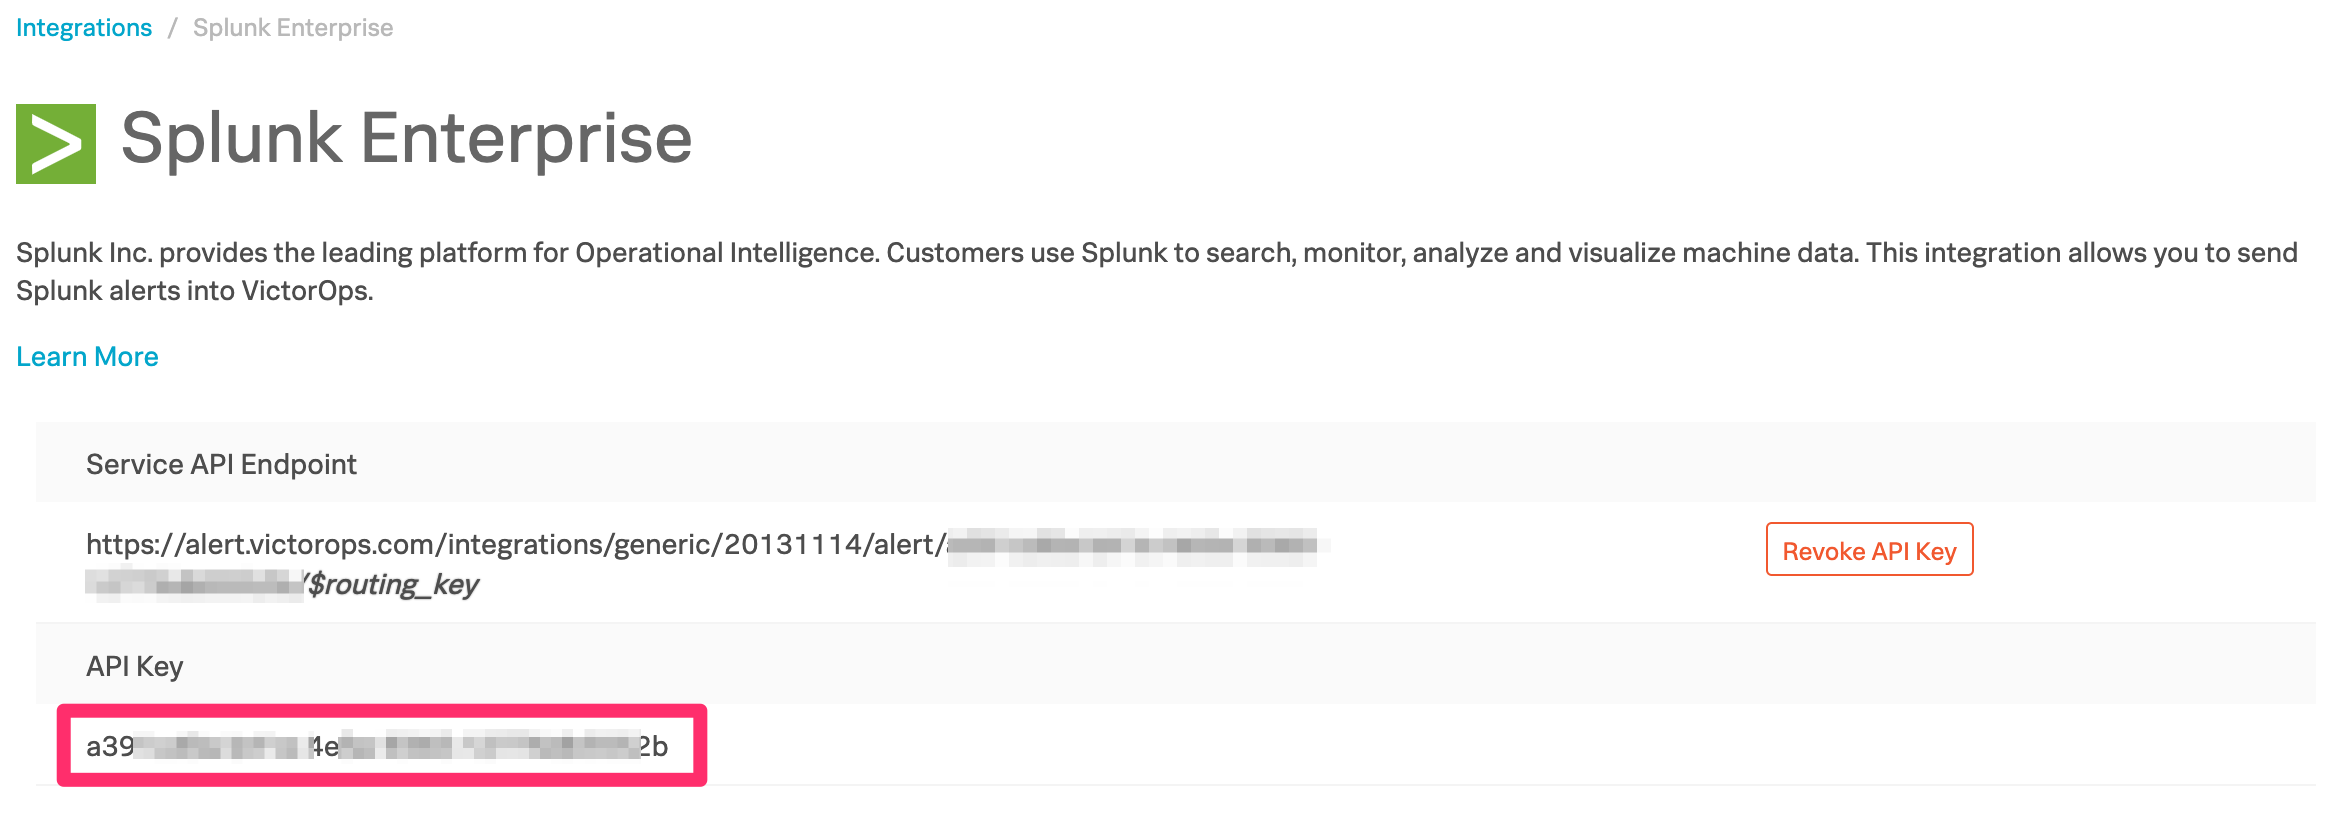 Integrations / Splunk Enterprise
Splunk Enterprise
Splunk Inc. provides the leading platform for Operational Intelligence. Customers use Splunk to search, monitor, analyze and visualize machine data. This integration allows you to send
Splunk alerts into VictorOps.
Learn More
Service API Endpoint
https://alert.victorops.com/integrations/generic/20131114/alert/
/$routing_key
Revoke API Key
API Key
a39 4e 2b